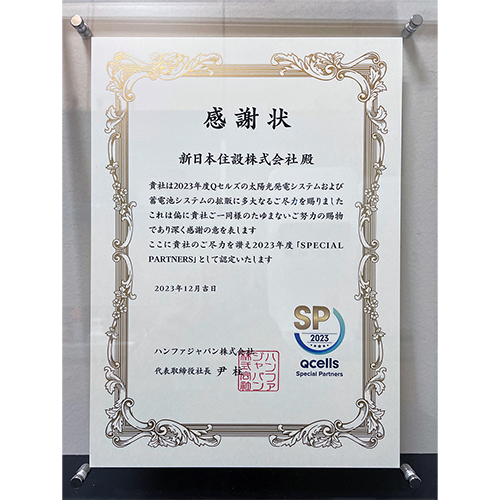 感謝状
新日本住設株式会社 殿
貴社は2023年度Qセルズの太陽光発電システムおよび
蓄電池システムの拡販に多大なるご尽力を賜りました
これは偏に貴社ご一同様のたゆまないご努力の賜物
であり深く感謝の意を表します
ここに貴社のご尽力を讃え2023年度「SPECIAL
PARTNERS」として認定いたします
2023年12月吉日
ハンファジャパン株式会社
代表取締役社長 尹
ハンファ
ジャパン
SP
2023
qcells
Special Partners